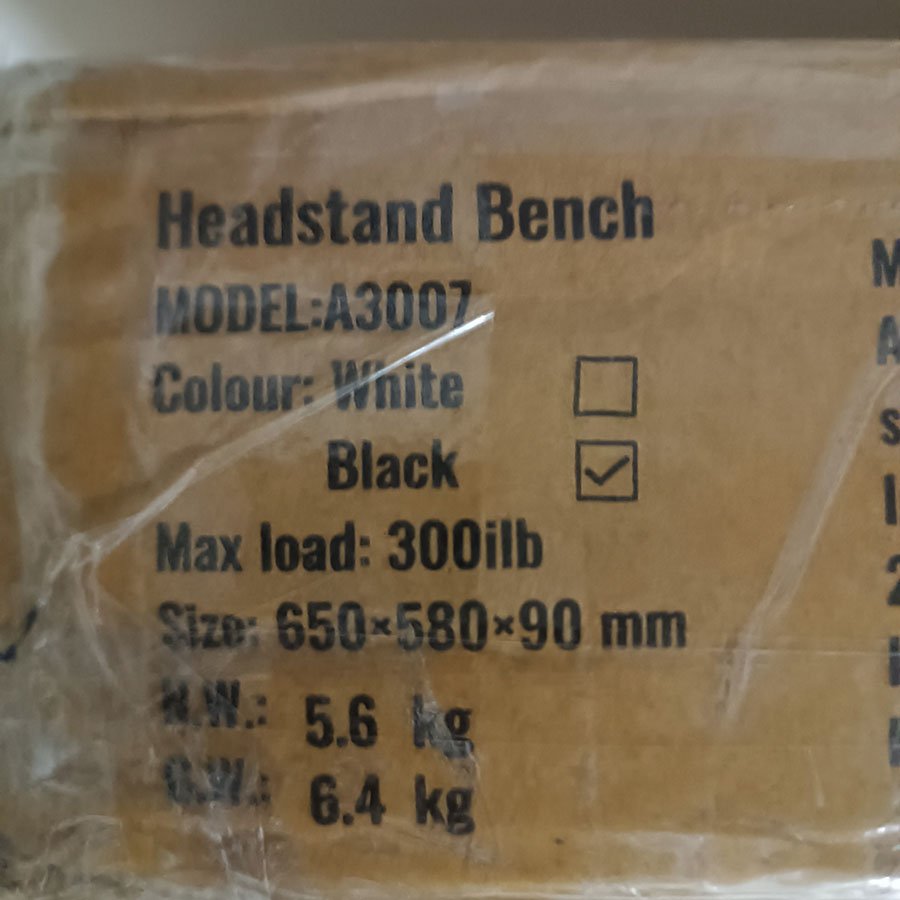 Headstand Bench
MODEL:A3007
Colour: White
Black
Max load: 300ilb
Size: 650×580×90 mm
N.W.: 5.6 kg
G.W.: 6.4 kg
M
A
s
2